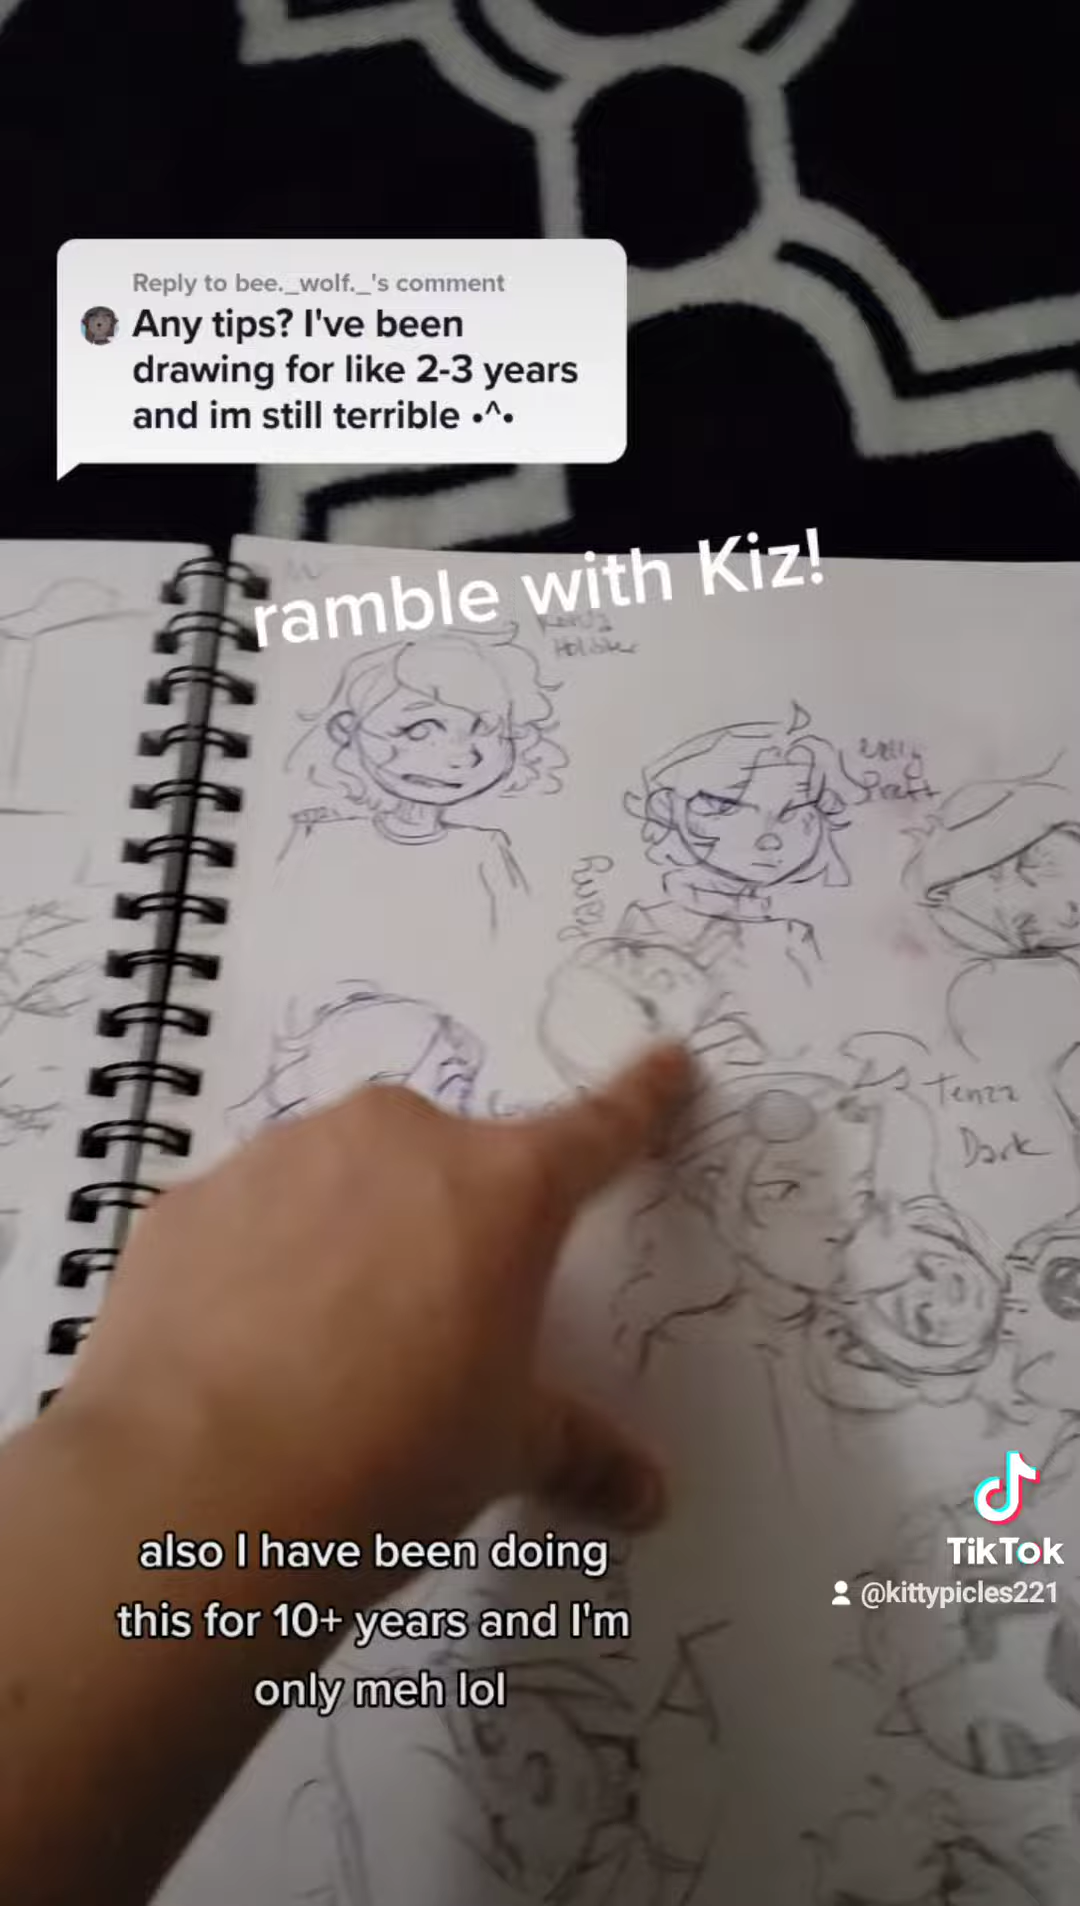 Reply to bee._wolf._'s comment
Any tips? I've been
drawing for like 2-3 years
and im still terrible •^•
ramble with Kiz!
Tenzz
Dark
also I have been doing
this for 10+ years and I'm
only meh lol
TikTok
@kittypicles221